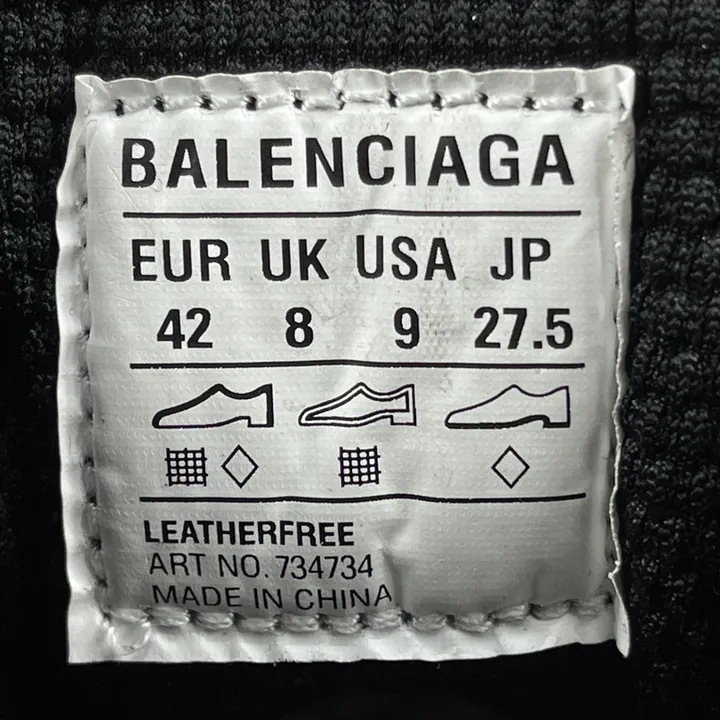 BALENCIAGA
EUR UK USA JP
42 8 9 27.5
LEATHERFREE
ART NO. 734734
MADE IN CHINA